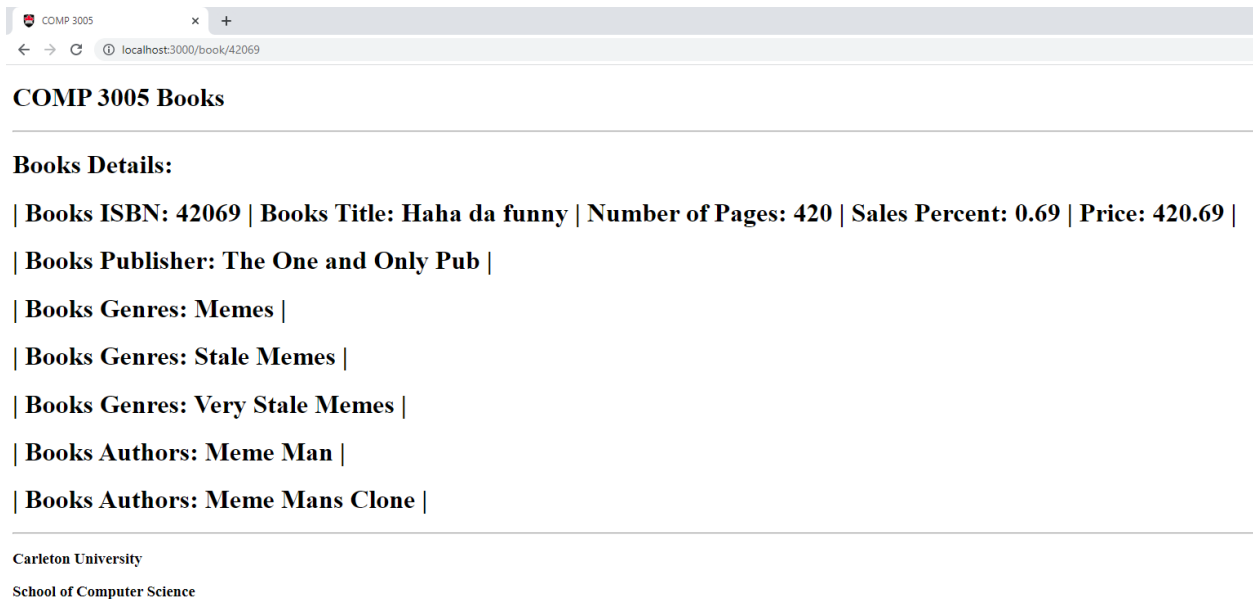 COMP 3005
localhost:3000/book/42069
COMP 3005 Books
Books Details:
| Books ISBN: 42069 | Books Title: Haha da funny | Number of Pages: 420 | Sales Percent: 0.69 | Price: 420.69 |
| Books Publisher: The One and Only Pub |
| Books Genres: Memes |
| Books Genres: Stale Memes |
| Books Genres: Very Stale Memes |
| Books Authors: Meme Man |
| Books Authors: Meme Mans Clone |
Carleton University
School of Computer Science